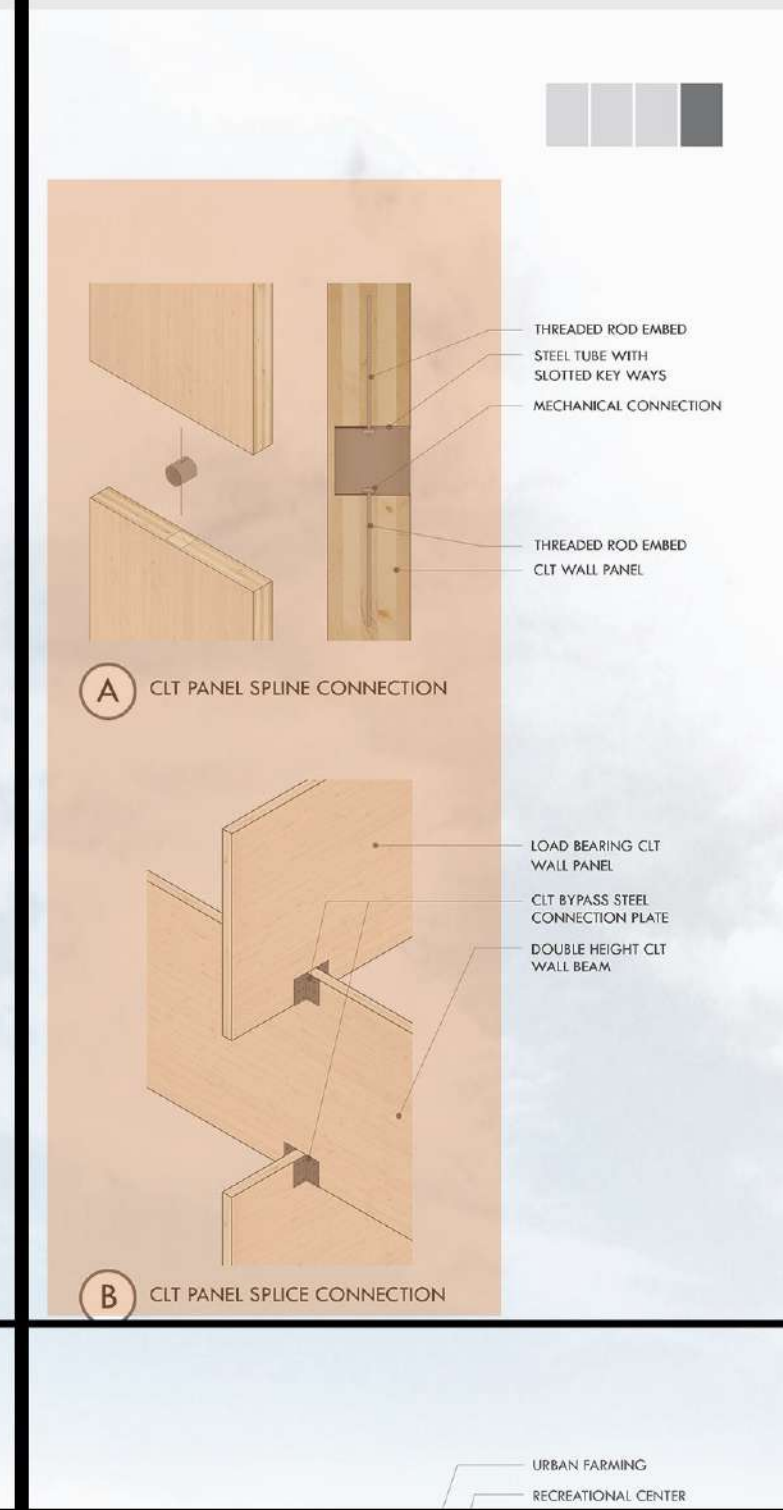 THREADED ROD EMBED
STEEL TUBE WITH
SLOTTED KEY WAYS
MECHANICAL CONNECTION
THREADED ROD EMBED
CLT WALL PANEL
A CLT PANEL SPLINE CONNECTION
LOAD BEARING CLT
WALL PANEL
CLT BYPASS STEEL
CONNECTION PLATE
DOUBLE HEIGHT CLT
WALL BEAM
B CLT PANEL SPLICE CONNECTION
URBAN FARMING
RECREATIONAL CENTER